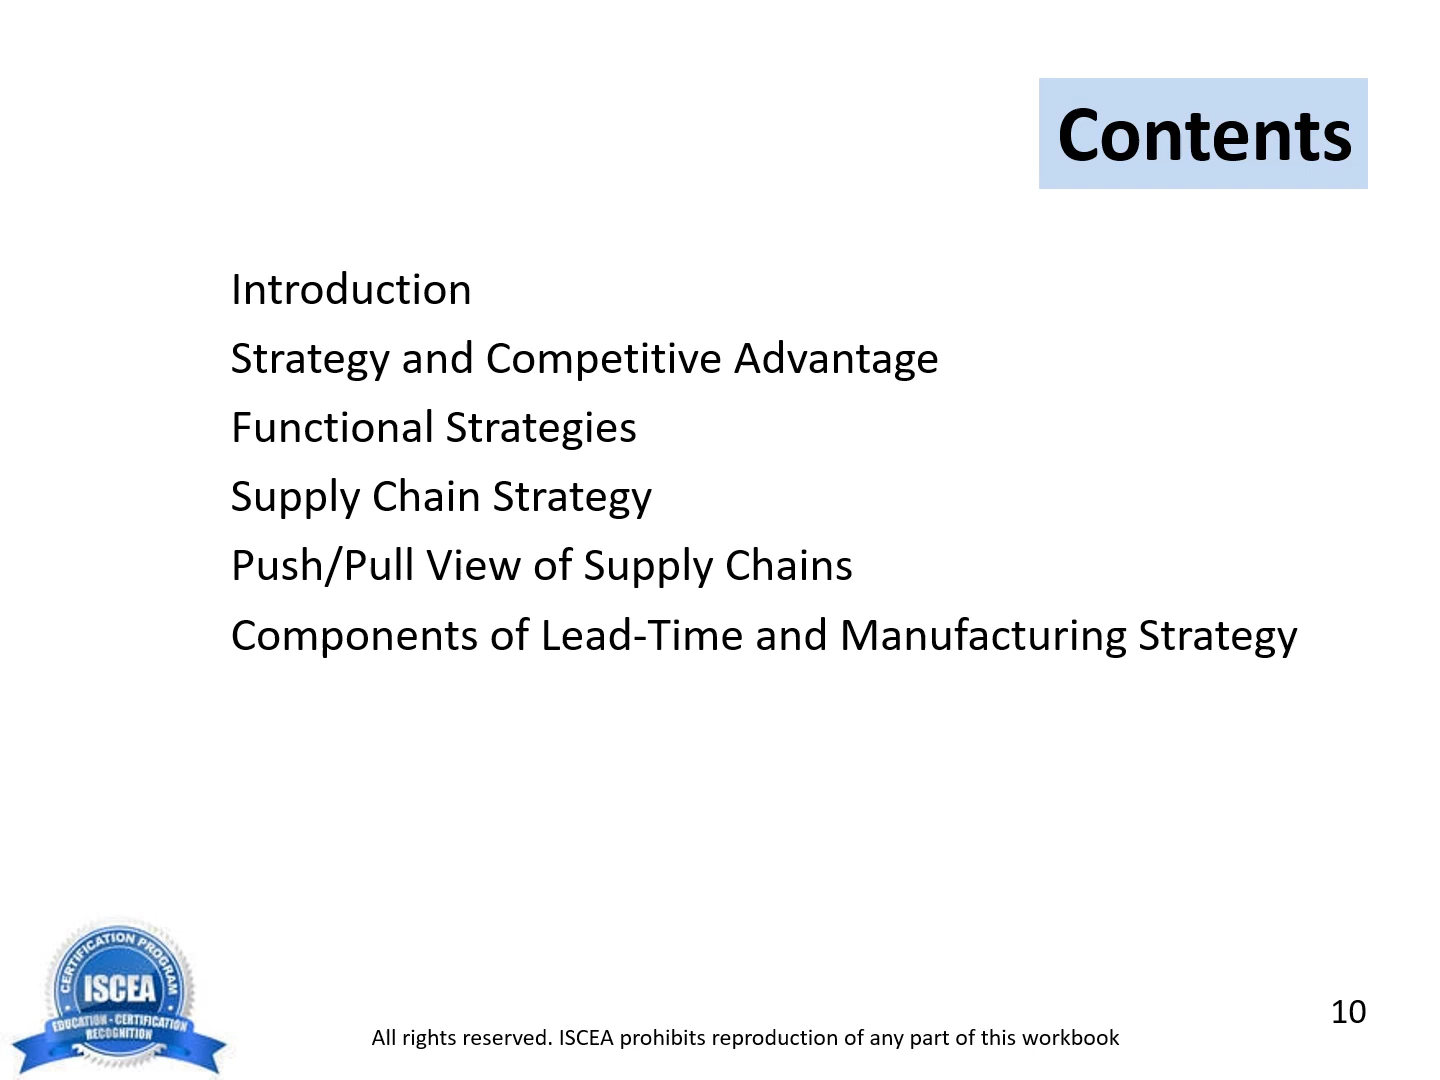 Contents
Introduction
Strategy and Competitive Advantage
Functional Strategies
Supply Chain Strategy
Push/Pull View of Supply Chains
Components of Lead-Time and Manufacturing Strategy
CERTIFICATION PROGRAM
ISCEA
EDUCATION - CERTIFICATION
RECOGNITION
All rights reserved. ISCEA prohibits reproduction of any part of this workbook
10